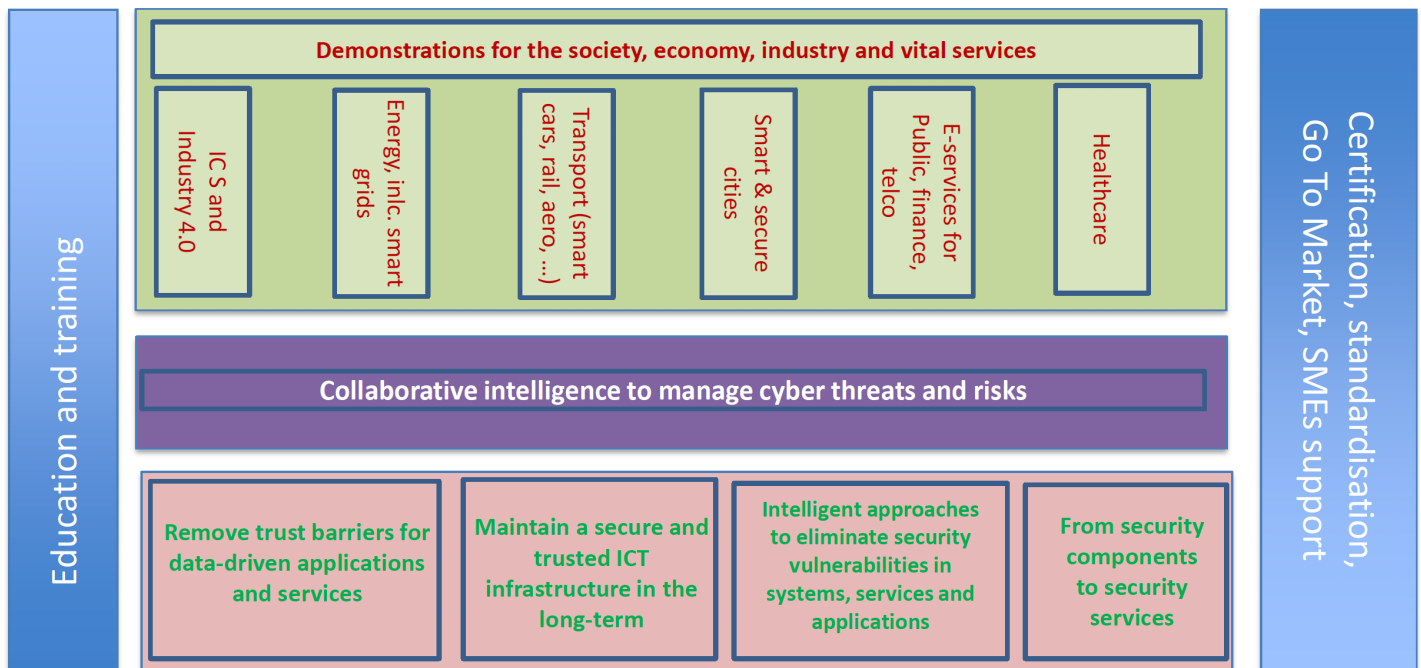 Education and training
Demonstrations for the society, economy, industry and vital services
IC S and
Industry 4.0
Energy, inlc. smart
grids
Transport (smart
cars, rail, aero, ...)
Smart & secure
cities
E-services for
Public, finance,
telco
Healthcare
Collaborative intelligence to manage cyber threats and risks
Remove trust barriers for
data-driven applications
and services
Maintain a secure and
trusted ICT
infrastructure in the
long-term
Intelligent approaches
to eliminate security
vulnerabilities in
systems, services and
applications
From security
components
to security
services
Certification, standardisation,
Go To Market, SMEs support